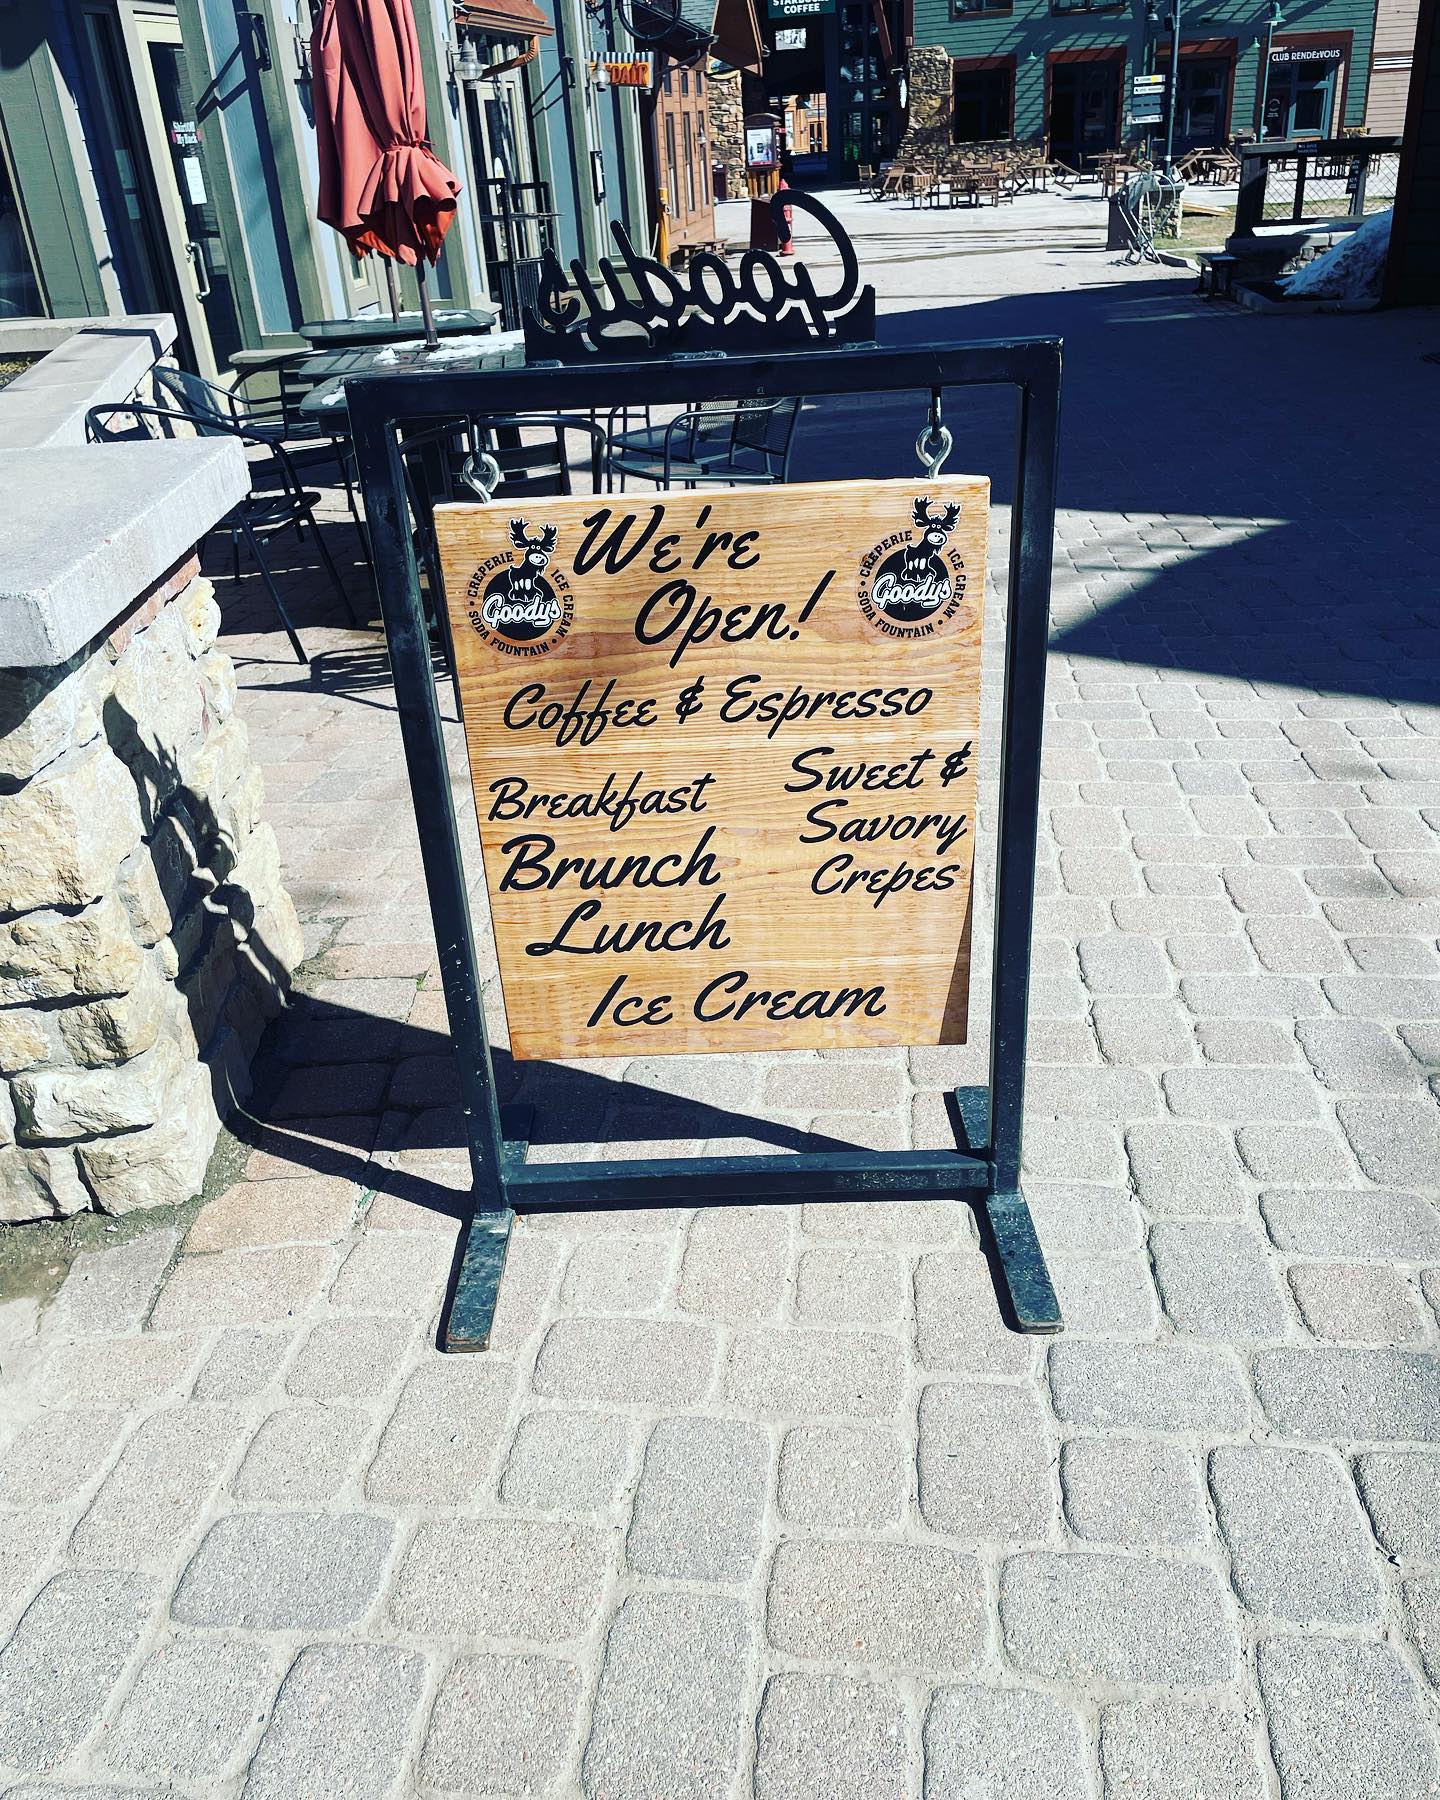 STARBUCKS
COFFEE
CLUB RENDEZVOUS
Goodys
We're
Open!
CREPERIE • ICE CREAM • SODA FOUNTAIN •
Goodys
CREPERIE • ICE CREAM • SODA FOUNTAIN •
Goodys
Coffee & Espresso
Breakfast
Brunch
Lunch
Sweet &
Savory
Crepes
Ice Cream